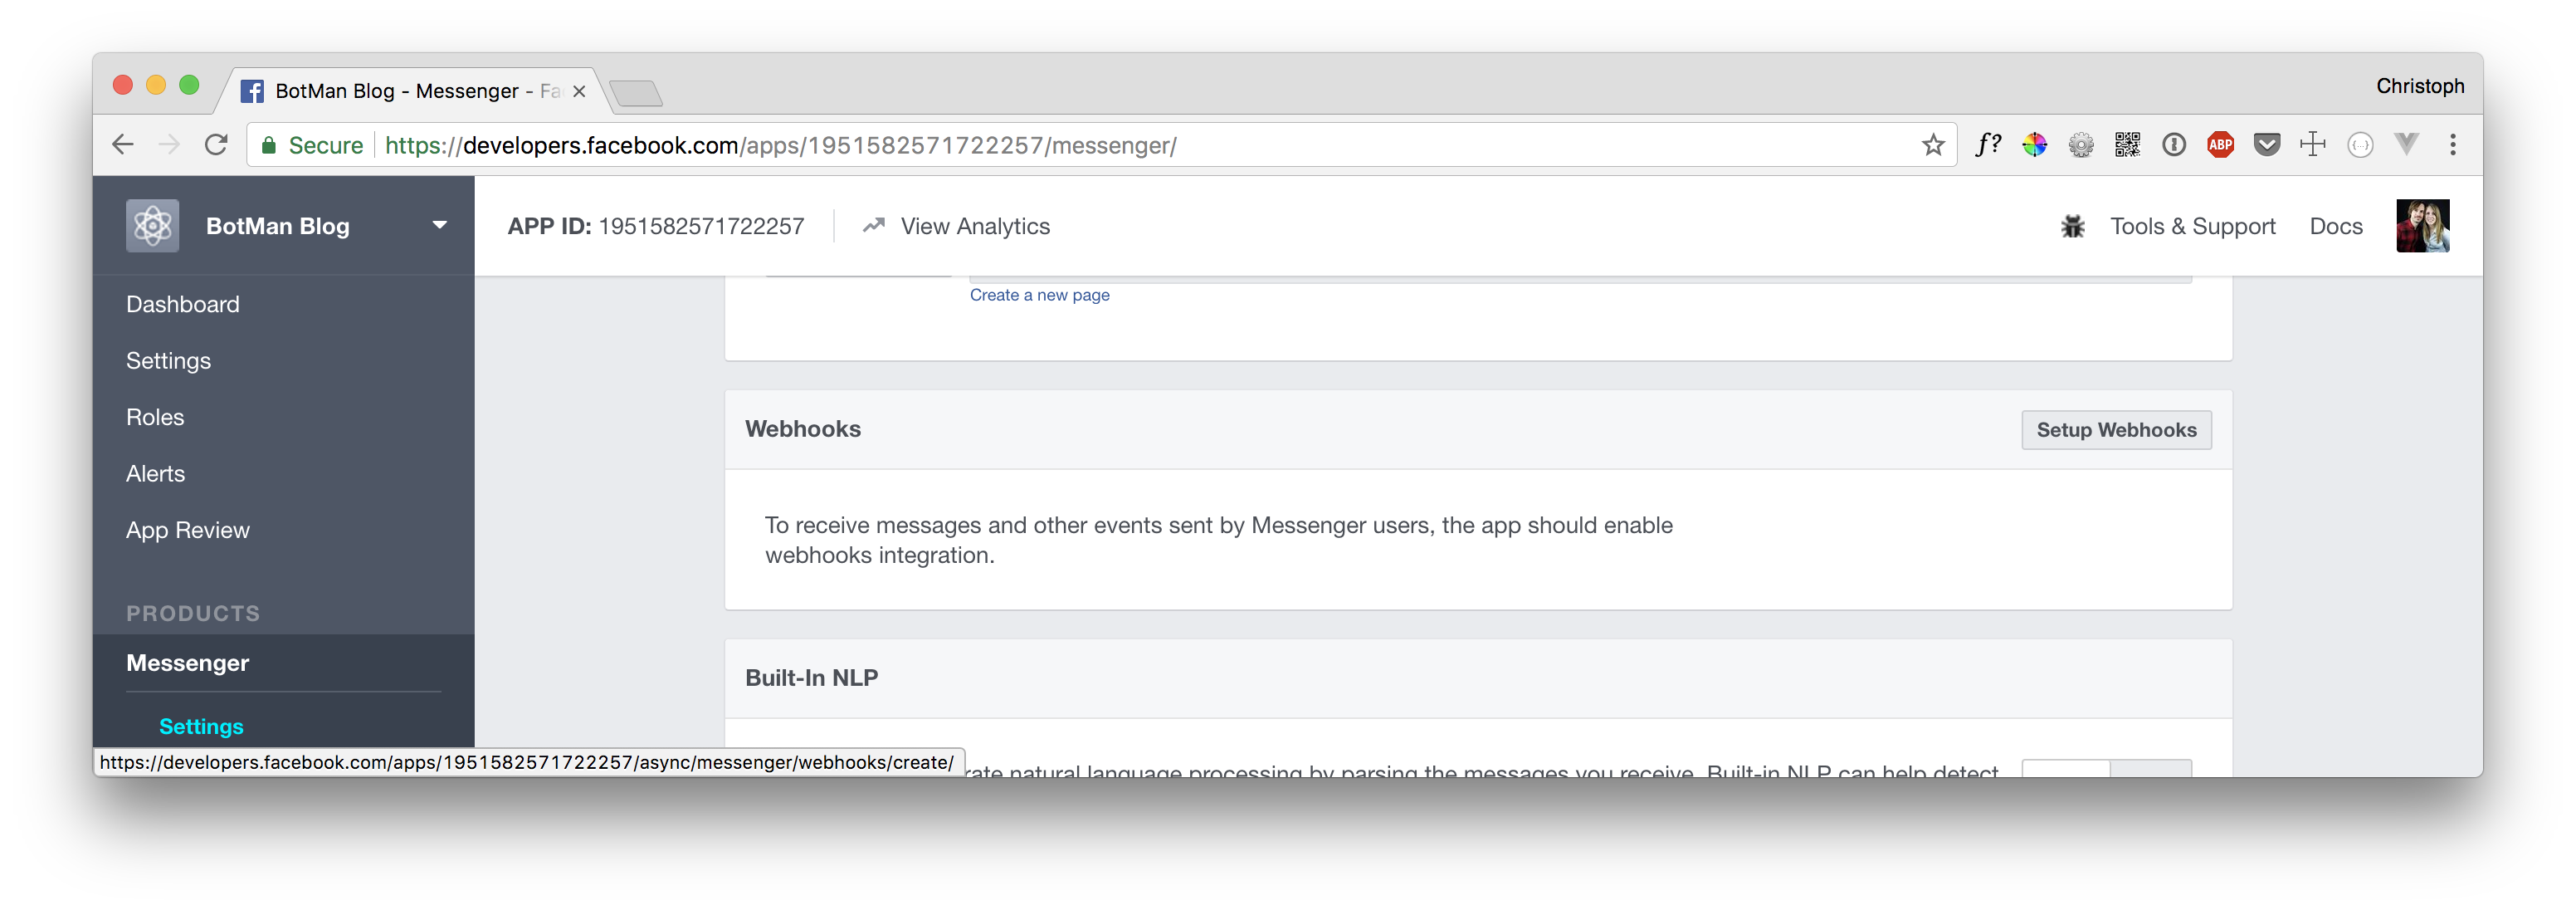 BotMan Blog - Messenger - Fa
Christoph
Secure https://developers.facebook.com/apps/1951582571722257/messenger/
f? ABP
BotMan Blog
APP ID: 1951582571722257
View Analytics
Tools & Support
Docs
Dashboard
Settings
Roles
Alerts
App Review
PRODUCTS
Messenger
Settings
Create a new page
Webhooks
Setup Webhooks
To receive messages and other events sent by Messenger users, the app should enable
webhooks integration.
Built-In NLP
rate natural language processing by parsing the messages you receive. Built-in NLP can help detect
https://developers.facebook.com/apps/1951582571722257/async/messenger/webhooks/create/